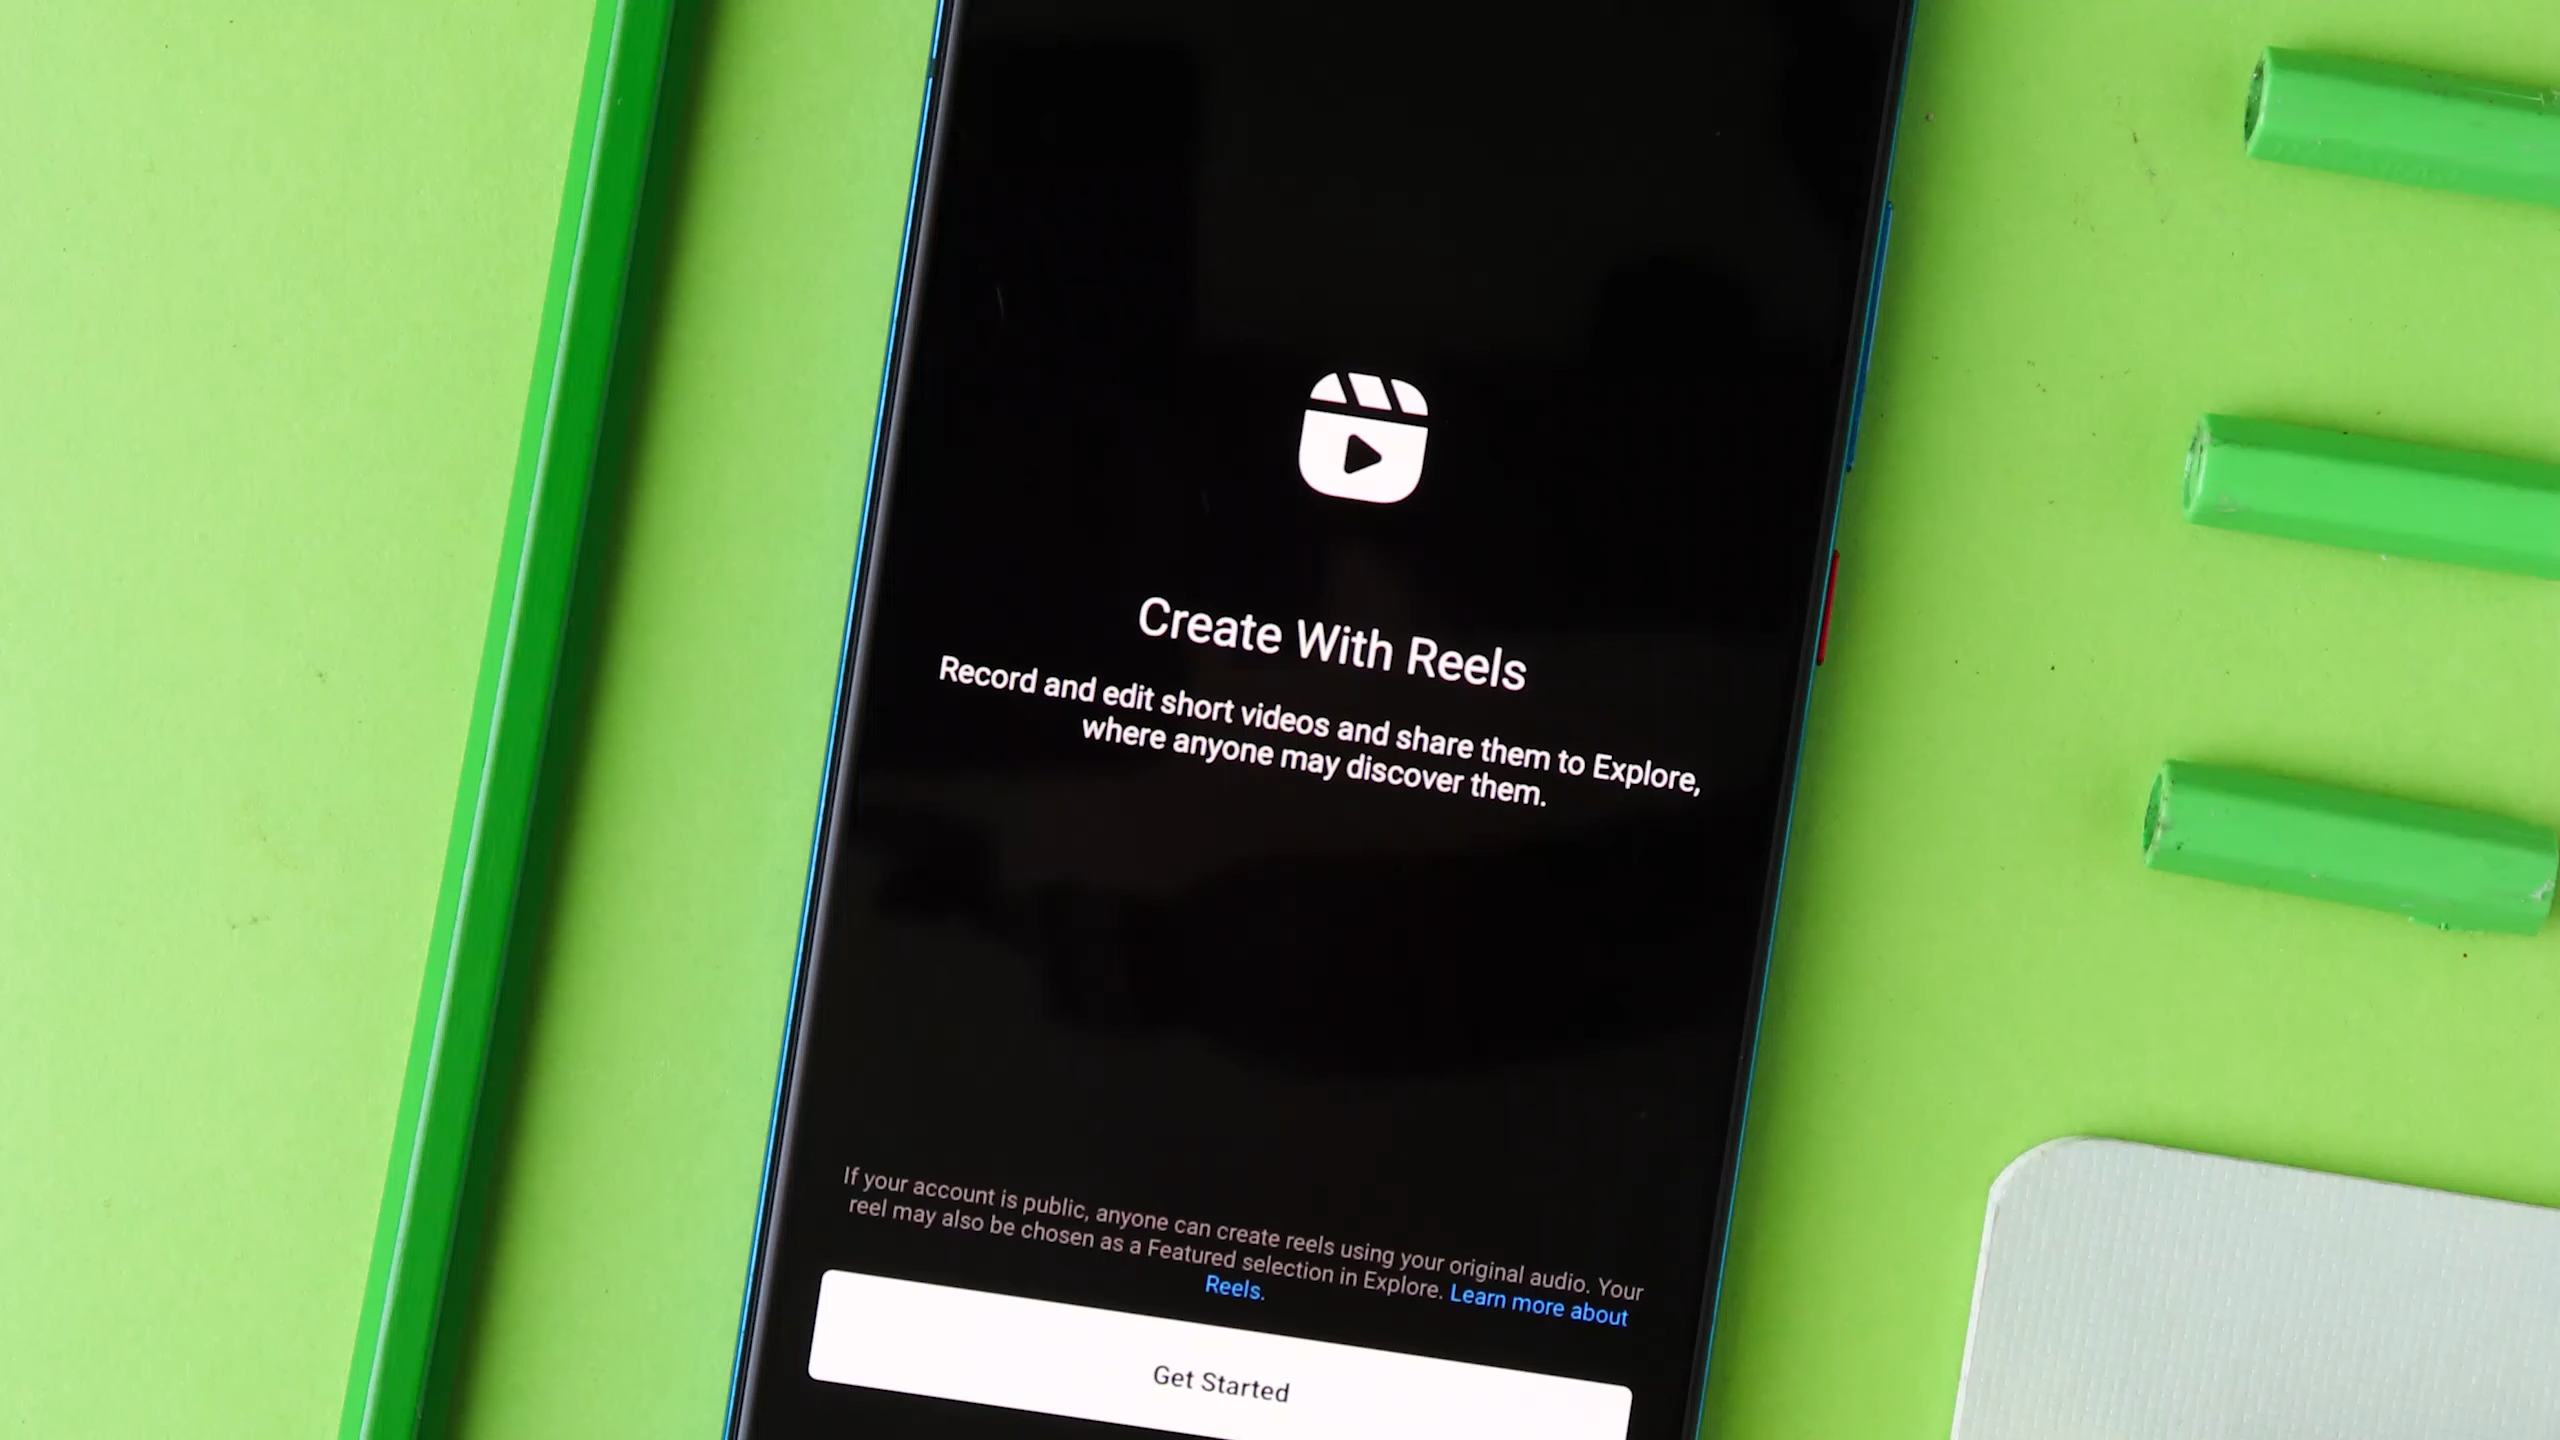 Create With Reels
Record and edit short videos and share them to Explore,
where anyone may discover them.
If your account is public, anyone can create reels using your original audio. Your
reel may also be chosen as a Featured selection in Explore. Learn more about
Reels.
Get Started